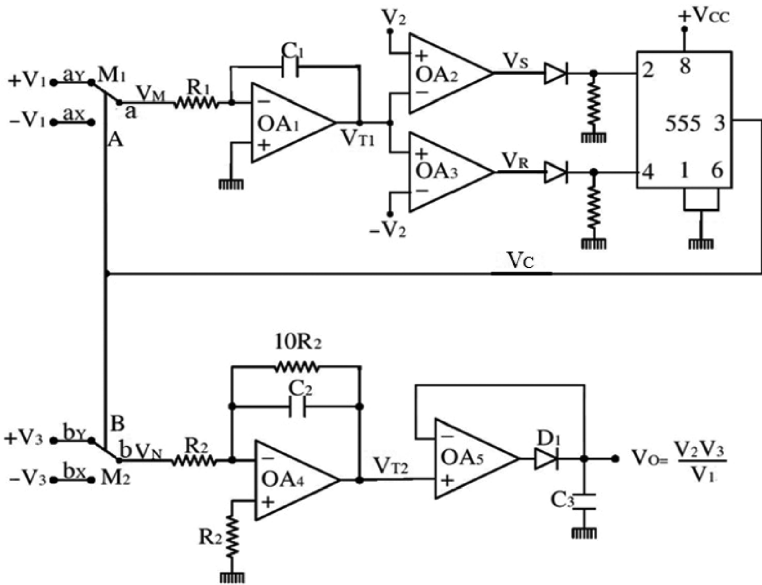 V2 +VCC
C1 VS 2 8
+V1 aY M1 VM R1 + OA2
a − − 555 3
−V1 aX OA1 VT1
A + + VR
OA3 4 1 6
−
−V2
VC
10R2
C2
B
+V3 bY bVN R2 − − D1 VO= V2V3
VT2 OA5 V1
−V3 bX M2 OA4 + C3
+
R2